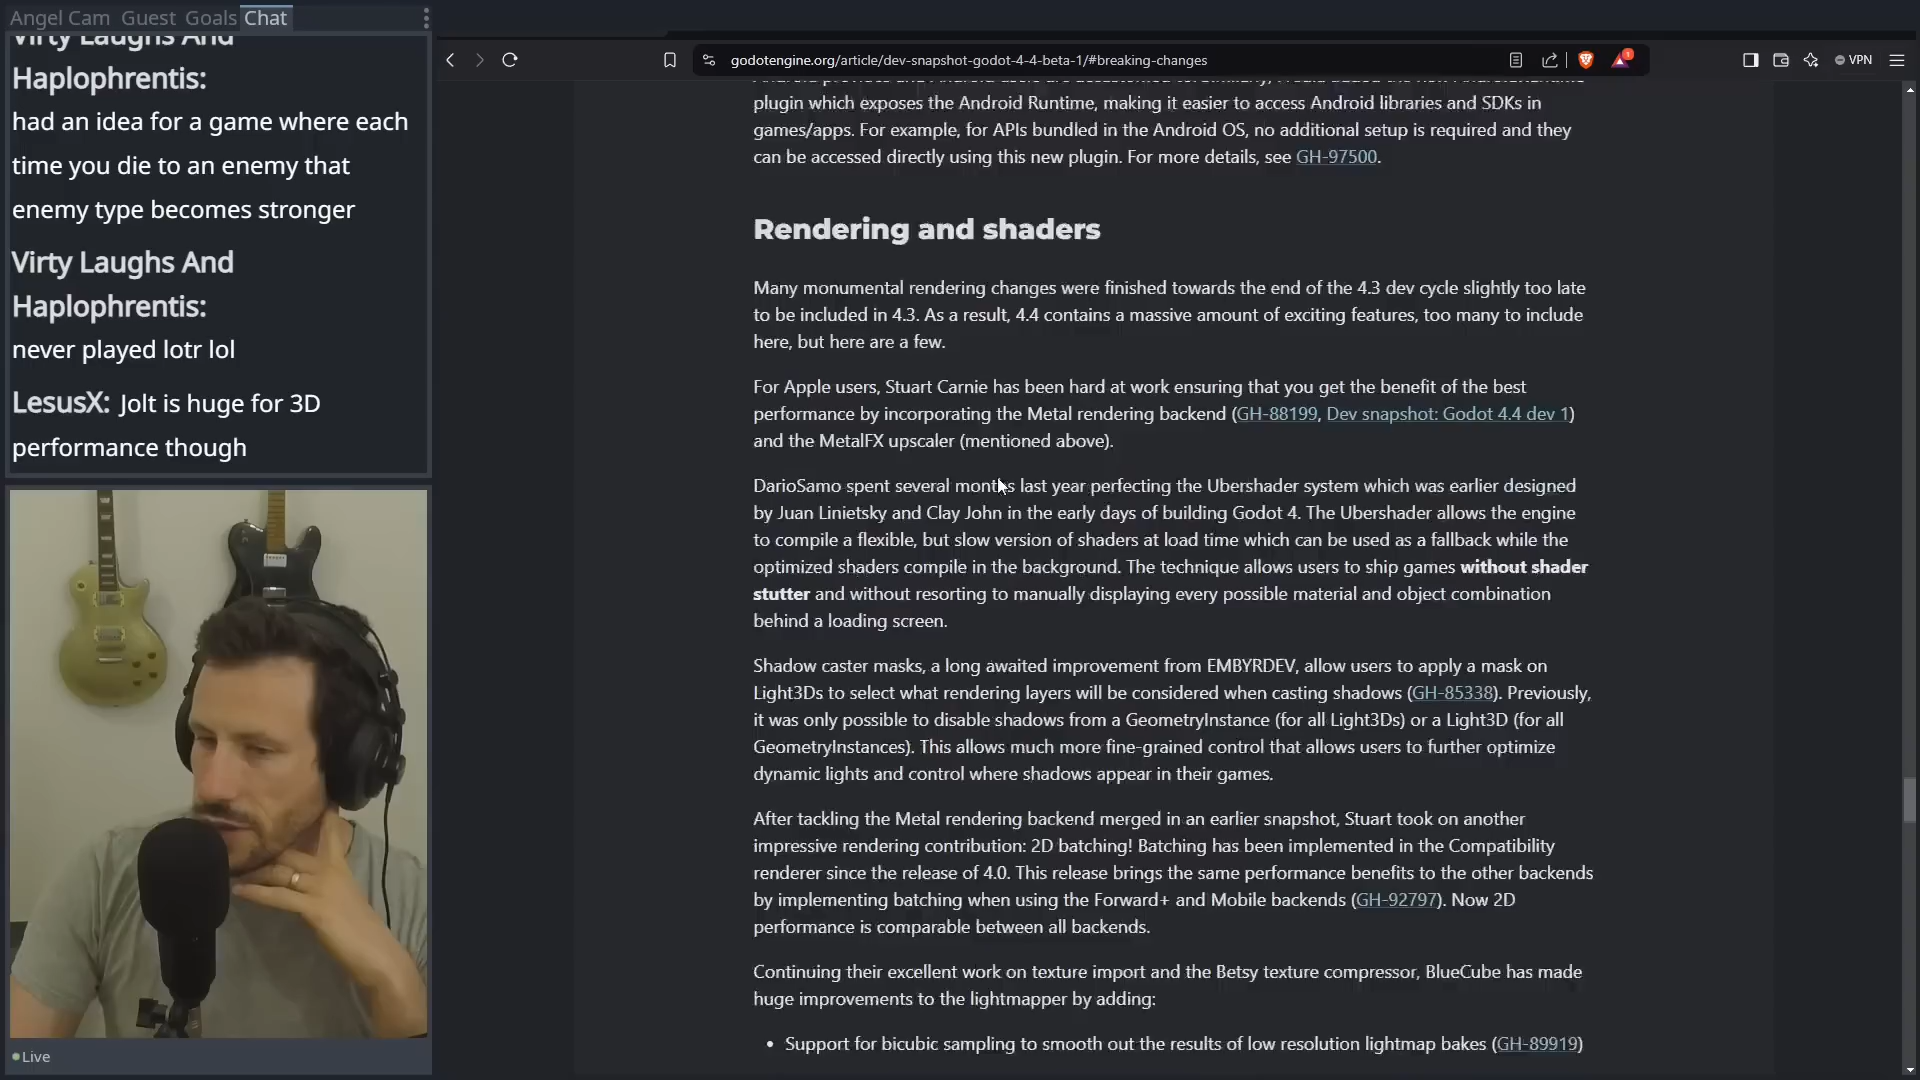 Angel Cam Guest Goals Chat
Virty Laughs And
Haplophrentis:
had an idea for a game where each
time you die to an enemy that
enemy type becomes stronger
Virty Laughs And
Haplophrentis:
never played lotr lol
LesusX: Jolt is huge for 3D
performance though
Live
godotengine.org/article/dev-snapshot-godot-4-4-beta-1/#breaking-changes
1
VPN
plugin which exposes the Android Runtime, making it easier to access Android libraries and SDKs in
games/apps. For example, for APIs bundled in the Android OS, no additional setup is required and they
can be accessed directly using this new plugin. For more details, see GH-97500.
Rendering and shaders
Many monumental rendering changes were finished towards the end of the 4.3 dev cycle slightly too late
to be included in 4.3. As a result, 4.4 contains a massive amount of exciting features, too many to include
here, but here are a few.
For Apple users, Stuart Carnie has been hard at work ensuring that you get the benefit of the best
performance by incorporating the Metal rendering backend (GH-88199, Dev snapshot: Godot 4.4 dev 1)
and the MetalFX upscaler (mentioned above).
DarioSamo spent several months last year perfecting the Ubershader system which was earlier designed
by Juan Linietsky and Clay John in the early days of building Godot 4. The Ubershader allows the engine
to compile a flexible, but slow version of shaders at load time which can be used as a fallback while the
optimized shaders compile in the background. The technique allows users to ship games without shader
stutter and without resorting to manually displaying every possible material and object combination
behind a loading screen.
Shadow caster masks, a long awaited improvement from EMBYRDEV, allow users to apply a mask on
Light3Ds to select what rendering layers will be considered when casting shadows (GH-85338). Previously,
it was only possible to disable shadows from a GeometryInstance (for all Light3Ds) or a Light3D (for all
GeometryInstances). This allows much more fine-grained control that allows users to further optimize
dynamic lights and control where shadows appear in their games.
After tackling the Metal rendering backend merged in an earlier snapshot, Stuart took on another
impressive rendering contribution: 2D batching! Batching has been implemented in the Compatibility
renderer since the release of 4.0. This release brings the same performance benefits to the other backends
by implementing batching when using the Forward+ and Mobile backends (GH-92797). Now 2D
performance is comparable between all backends.
Continuing their excellent work on texture import and the Betsy texture compressor, BlueCube has made
huge improvements to the lightmapper by adding:
• Support for bicubic sampling to smooth out the results of low resolution lightmap bakes (GH-89919)